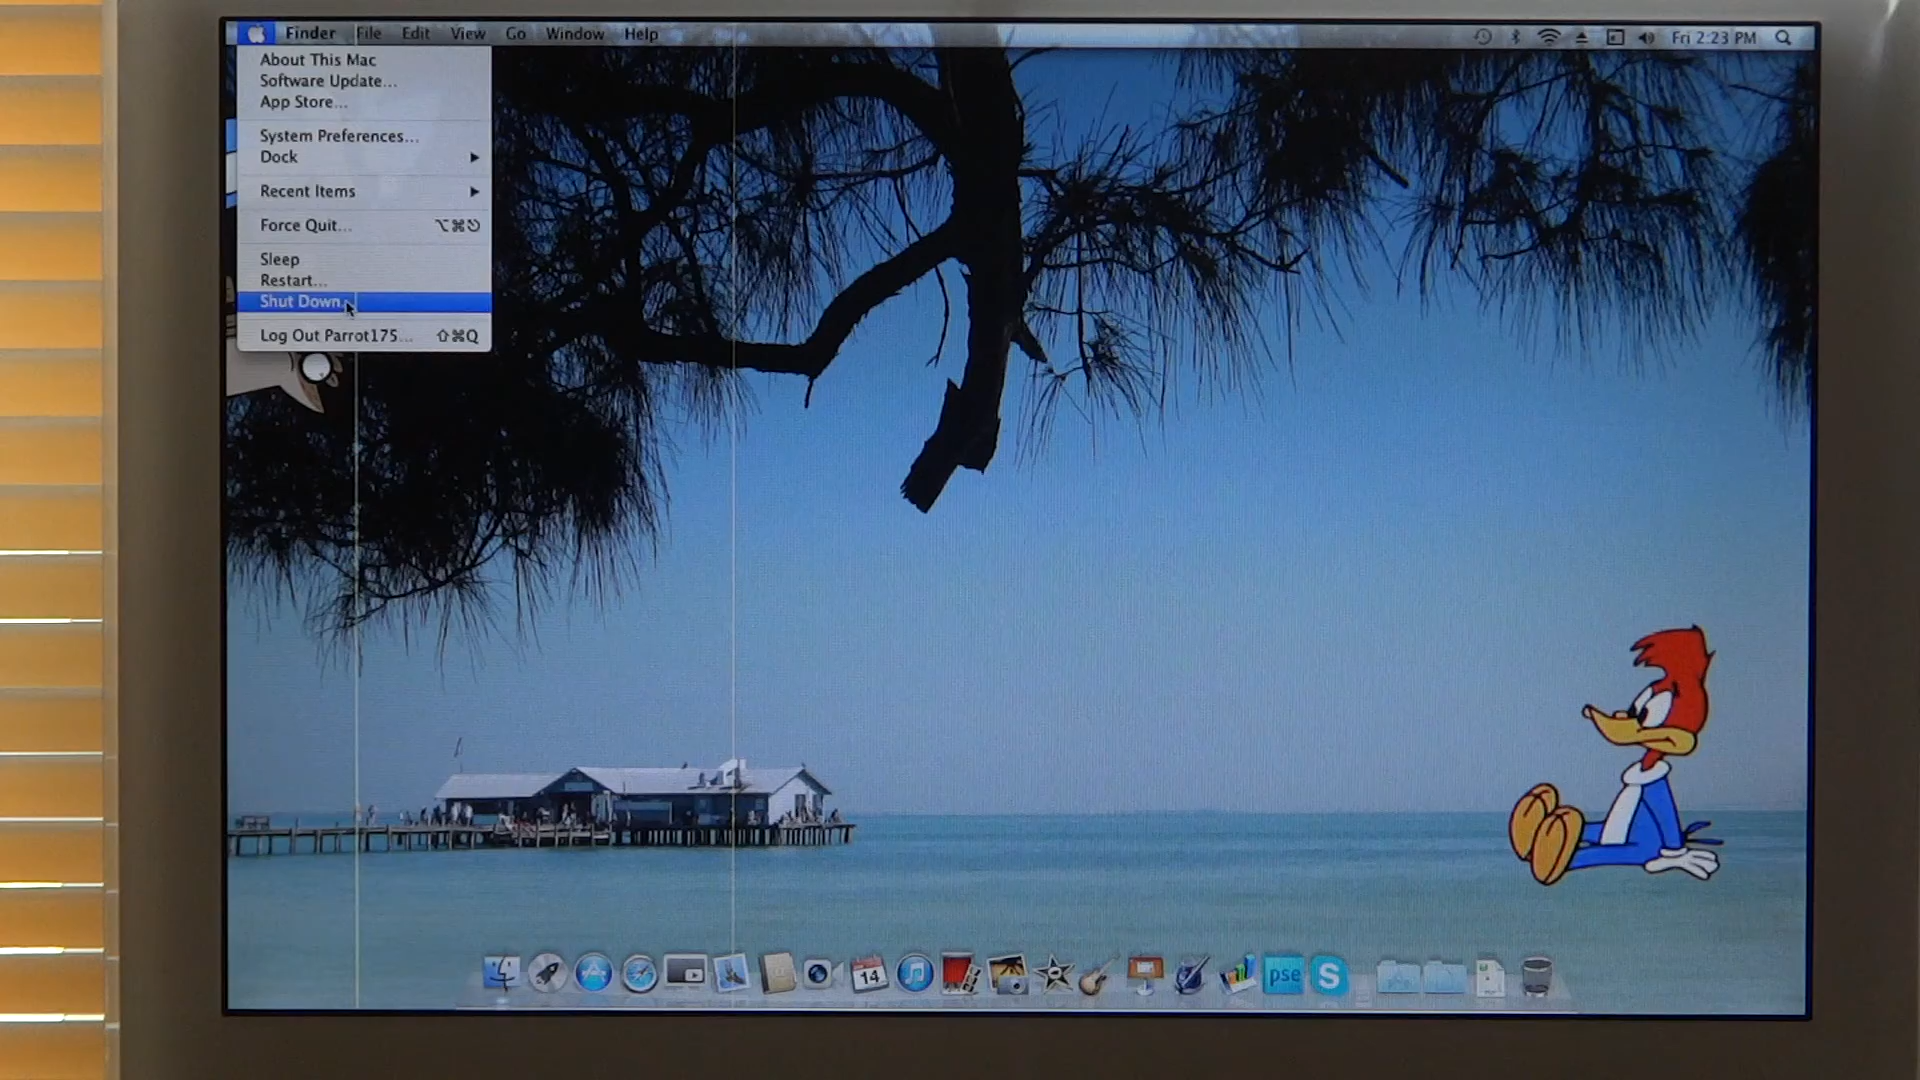 Finder File Edit View Go Window Help
Fri 2:23 PM
About This Mac
Software Update...
App Store...
System Preferences...
Dock
Recent Items
Force Quit... ⌥⌘⎋
Sleep
Restart...
Shut Down...
Log Out Parrot175... ⇧⌘Q
14
pse
S